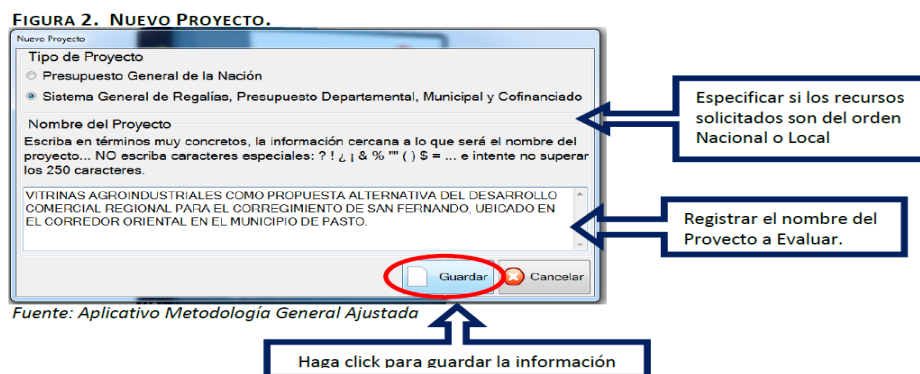 FIGURA 2. NUEVO PROYECTO.
Nuevo Proyecto
Tipo de Proyecto
Presupuesto General de la Nación
Sistema General de Regalías, Presupuesto Departamental, Municipal y Cofinanciado
Especificar si los recursos
solicitados son del orden
Nacional o Local
Nombre del Proyecto
Escriba en términos muy concretos, la información cercana a lo que será el nombre del
proyecto... NO escriba caracteres especiales: ? ! ¿ ¡ & % "" ( ) $ = ... e intente no superar
los 250 caracteres.
VITRINAS AGROINDUSTRIALES COMO PROPUESTA ALTERNATIVA DEL DESARROLLO
COMERCIAL REGIONAL PARA EL CORREGIMIENTO DE SAN FERNANDO, UBICADO EN
EL CORREDOR ORIENTAL EN EL MUNICIPIO DE PASTO.
Registrar el nombre del
Proyecto a Evaluar.
Guardar
Cancelar
Fuente: Aplicativo Metodología General Ajustada
Haga click para guardar la información